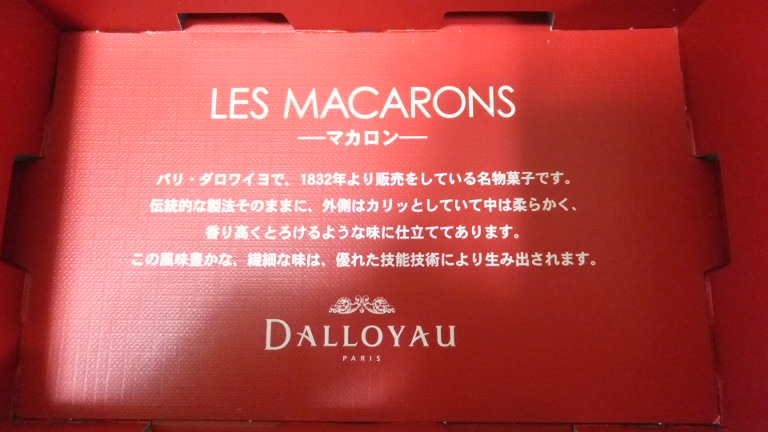 LES MACARONS
―マカロン―
パリ・ダロワイヨで、1832年より販売をしている名物菓子です。
伝統的な製法そのままに、外側はカリッとしていて中は柔らかく、
香り高くとろけるような味に仕立ててあります。
この風味豊かな、繊細な味は、優れた技能技術により生み出されます。
DALLOYAU
PARIS